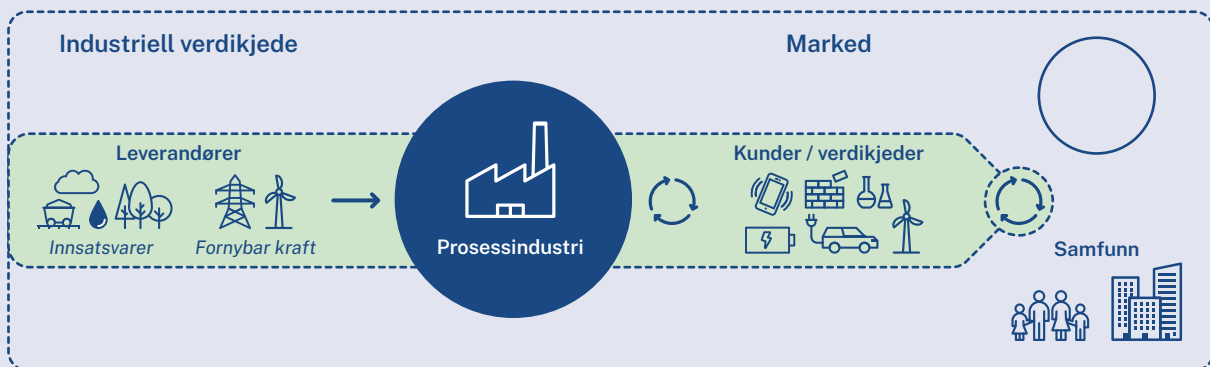 Industriell verdikjede
Marked
Leverandører
Kunder / verdikjeder
Innsatsvarer
Fornybar kraft
Prosessindustri
Samfunn